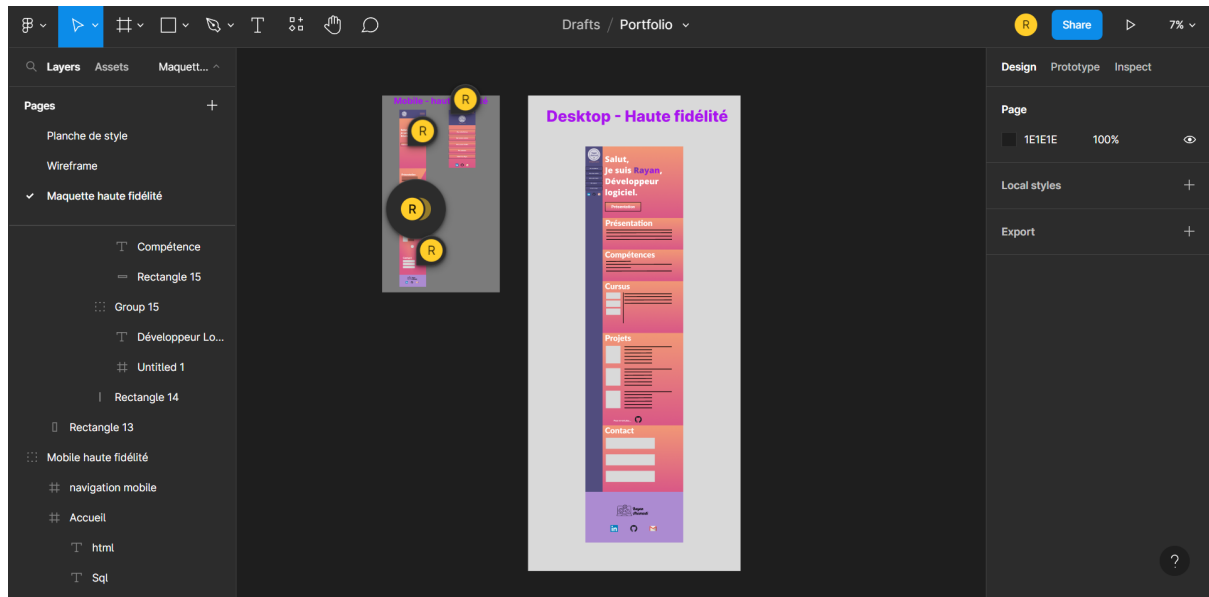 Drafts / Portfolio
R
Share
7%
Layers
Assets
Maquett...
Pages
Planche de style
Wireframe
Maquette haute fidélité
Compétence
Rectangle 15
Group 15
Développeur Lo...
Untitled 1
Rectangle 14
Rectangle 13
Mobile haute fidélité
navigation mobile
Accueil
html
Sql
R
R
R
R
Desktop - Haute fidélité
Salut,
je suis Rayan,
Développeur
logiciel.
Présentation
Présentation
Compétences
Cursus
Projets
Contact
Design
Prototype
Inspect
Page
1E1E1E
100%
Local styles
Export
?